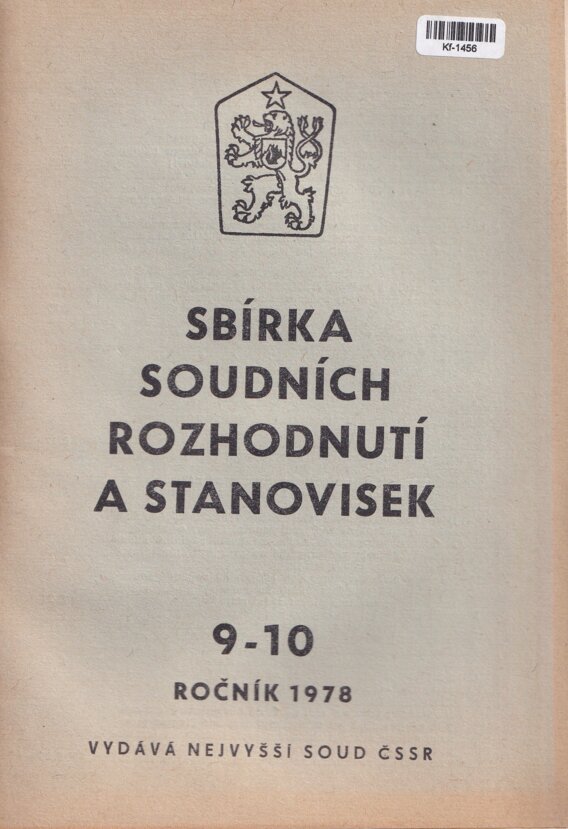 Kf-1456
SBÍRKA
SOUDNÍCH
ROZHODNUTÍ
A STANOVISEK
9-10
ROČNÍK 1978
VYDÁVÁ NEJVYŠŠÍ SOUD ČSSR